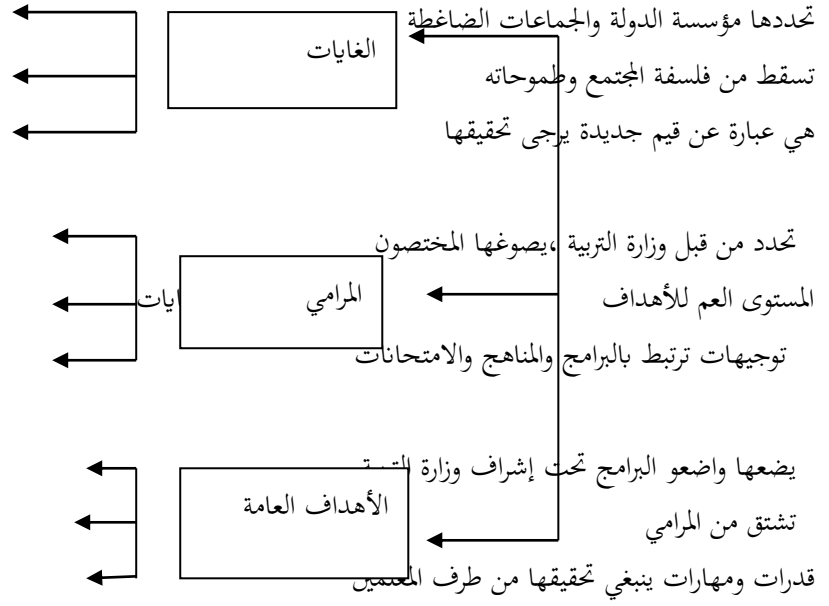 تحددها مؤسسة الدولة والجماعات الضاغطة
الغايات
تسقط من فلسفة المجتمع وطموحاته
هي عبارة عن قيم جديدة يرجى تحقيقها
تحدد من قبل وزارة التربية ،يصوغها المختصون
المستوى العم للأهداف
المرامي
ايات
توجيهات ترتبط بالبرامج والمناهج والامتحانات
يضعها واضعو البرامج تحت إشراف وزارة
الأهداف العامة
تشتق من المرامي
قدرات ومهارات ينبغي تحقيقها من طرف المعلمين